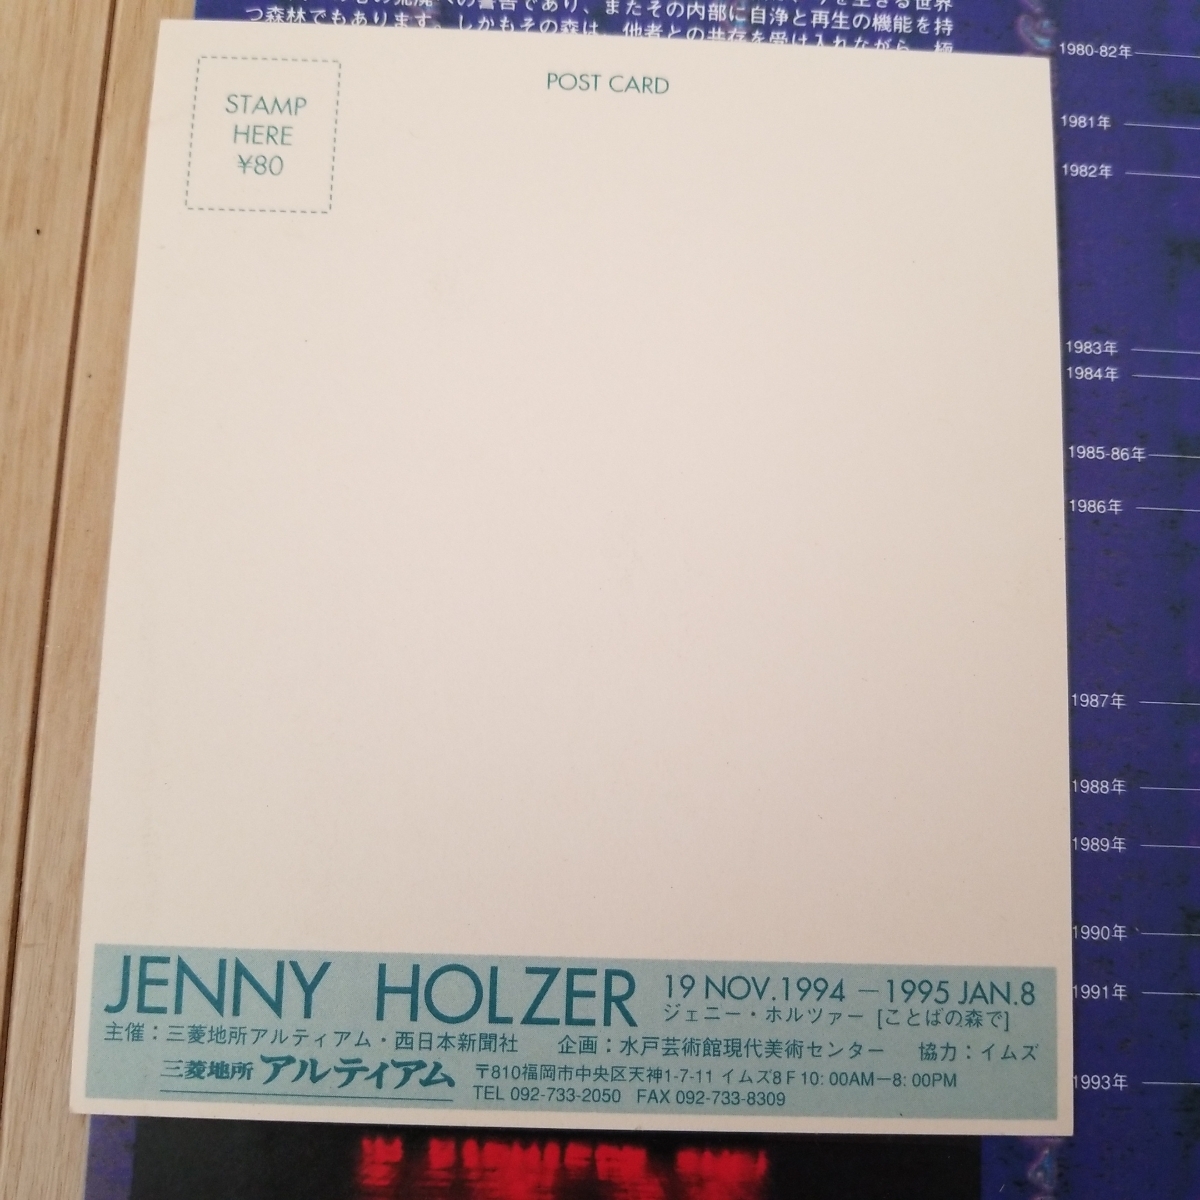 自浄と再生の機能を持
つ森林でもあります。しかもその森は、他者との共存を受け入れながら、極
STAMP
HERE
¥80
POST CARD
1980-82年
1981年
1982年
1983年
1984年
1985-86年
1986年
1987年
1988年
1989年
1990年
1991年
1993年
JENNY HOLZER 19 NOV.1994 — 1995 JAN.8
ジェニー・ホルツァー [ことばの森で]
主催：三菱地所アルティアム・西日本新聞社 企画：水戸芸術館現代美術センター 協力：イムズ
三菱地所 アルティアム 〒810福岡市中央区天神1-7-11 イムズ8F 10:00AM—8:00PM
TEL 092-733-2050 FAX 092-733-8309